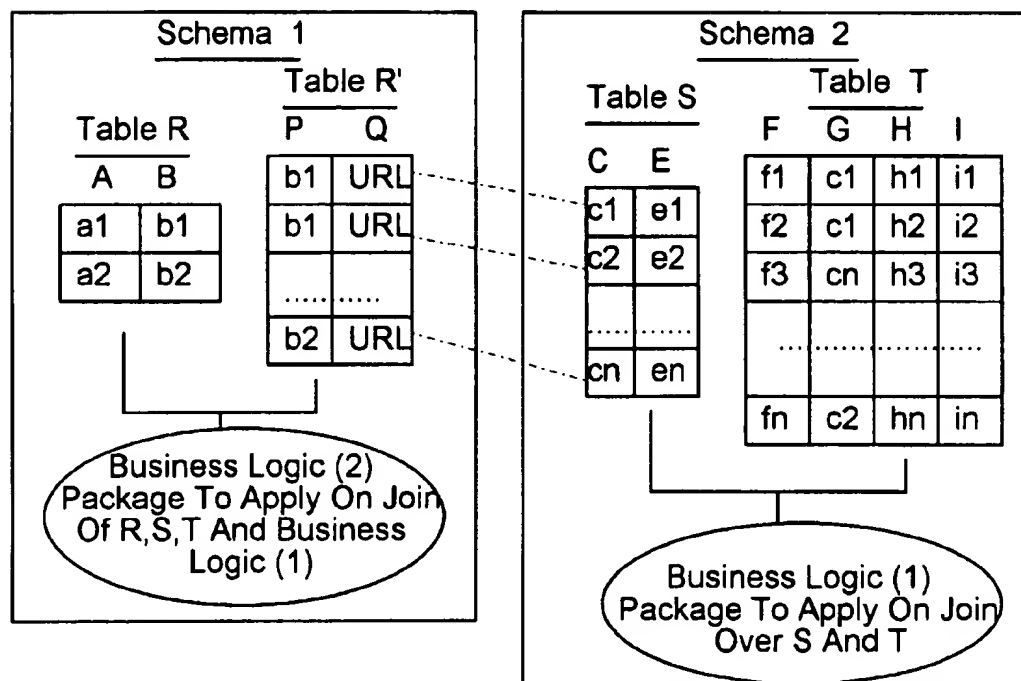 Schema 1
Table R'
Table R
P Q
A B
b1 URL
b1 URL
..........
b2 URL
a1 b1
a2 b2
Business Logic (2)
Package To Apply On Join
Of R,S,T And Business
Logic (1)
Schema 2
Table S
Table T
C E
c1 e1
c2 e2
..............
cn en
F G H I
f1 c1 h1 i1
f2 c1 h2 i2
f3 cn h3 i3
......................
fn c2 hn in
Business Logic (1)
Package To Apply On Join
Over S And T